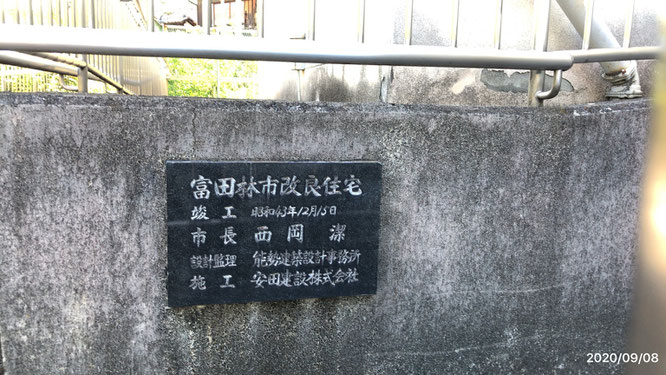 富田林市改良住宅
竣工 昭和43年12月15日
市長 西岡潔
設計監理 能勢建築設計事務所
施工 安田建設株式会社
2020/09/08